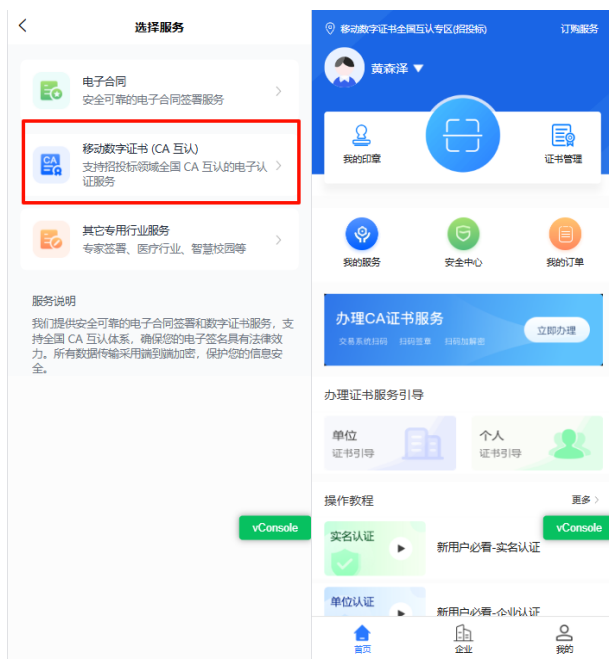 选择服务
电子合同
安全可靠的电子合同签署服务
移动数字证书 (CA 互认)
支持招投标领域全国 CA 互认的电子认
证服务
其它专用行业服务
专家签署、医疗行业、智慧校园等
服务说明
我们提供安全可靠的电子合同签署和数字证书服务，支
持全国 CA 互认体系，确保您的电子签名具有法律效
力。所有数据传输采用端到端加密，保护您的信息安
全。
vConsole
移动数字证书全国互认专区(招投标)
订购服务
黄森泽
我的印章
证书管理
我的服务
安全中心
我的订单
办理CA证书服务
交易系统扫码 扫码签章 扫码加解密
立即办理
办理证书服务引导
单位
证书引导
个人
证书引导
操作教程
更多
vConsole
实名认证
新用户必看-实名认证
单位认证
新用户必看-企业认证
首页
企业
我的